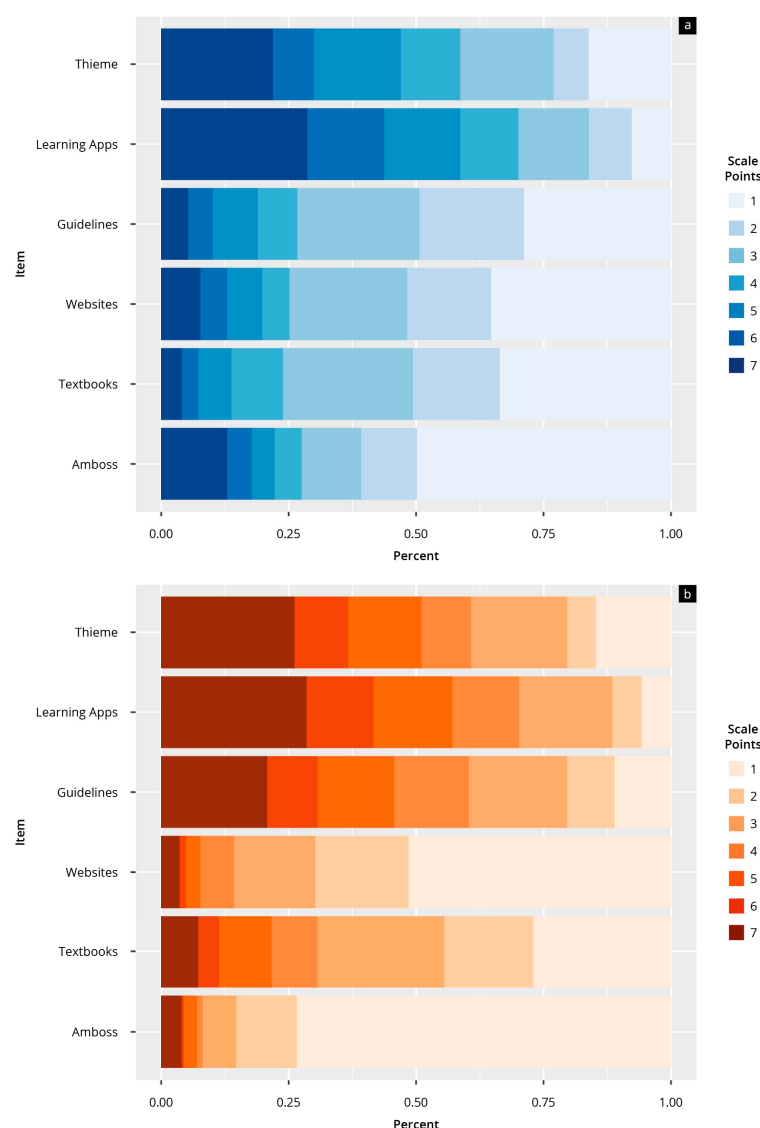 a
Thieme
Learning Apps
Guidelines
Websites
Textbooks
Amboss
Item
0.00 0.25 0.50 0.75 1.00
Percent
Scale
Points
1
2
3
4
5
6
7
b
Thieme
Learning Apps
Guidelines
Websites
Textbooks
Amboss
Item
0.00 0.25 0.50 0.75 1.00
Percent
Scale
Points
1
2
3
4
5
6
7